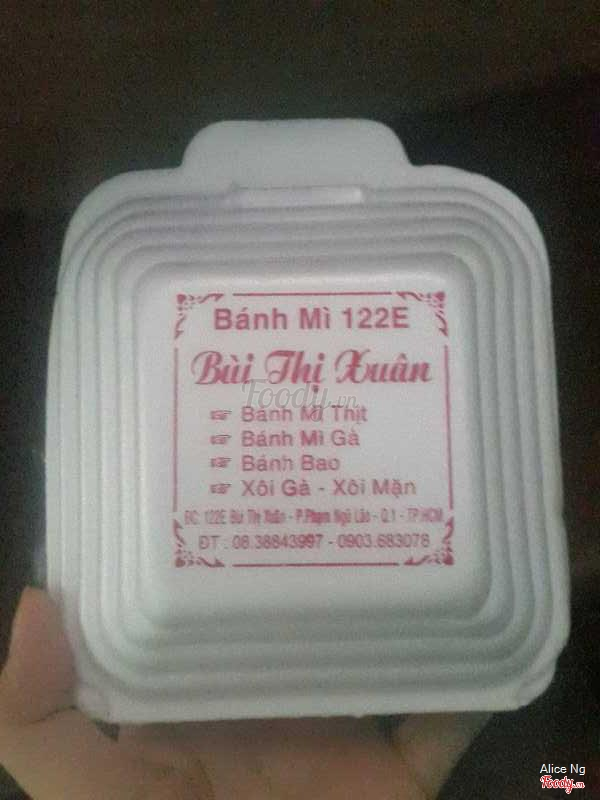 Bánh Mì 122E
Bùi Thị Xuân
Foody.vn
☞ Bánh Mì Thịt
☞ Bánh Mì Gà
☞ Bánh Bao
☞ Xôi Gà - Xôi Mặn
ĐC: 122E Bùi Thị Xuân - P.Phạm Ngũ Lão - Q.1 - TP.HCM
ĐT : 08.38843997 - 0903.683078
Alice Ng
Foody.vn